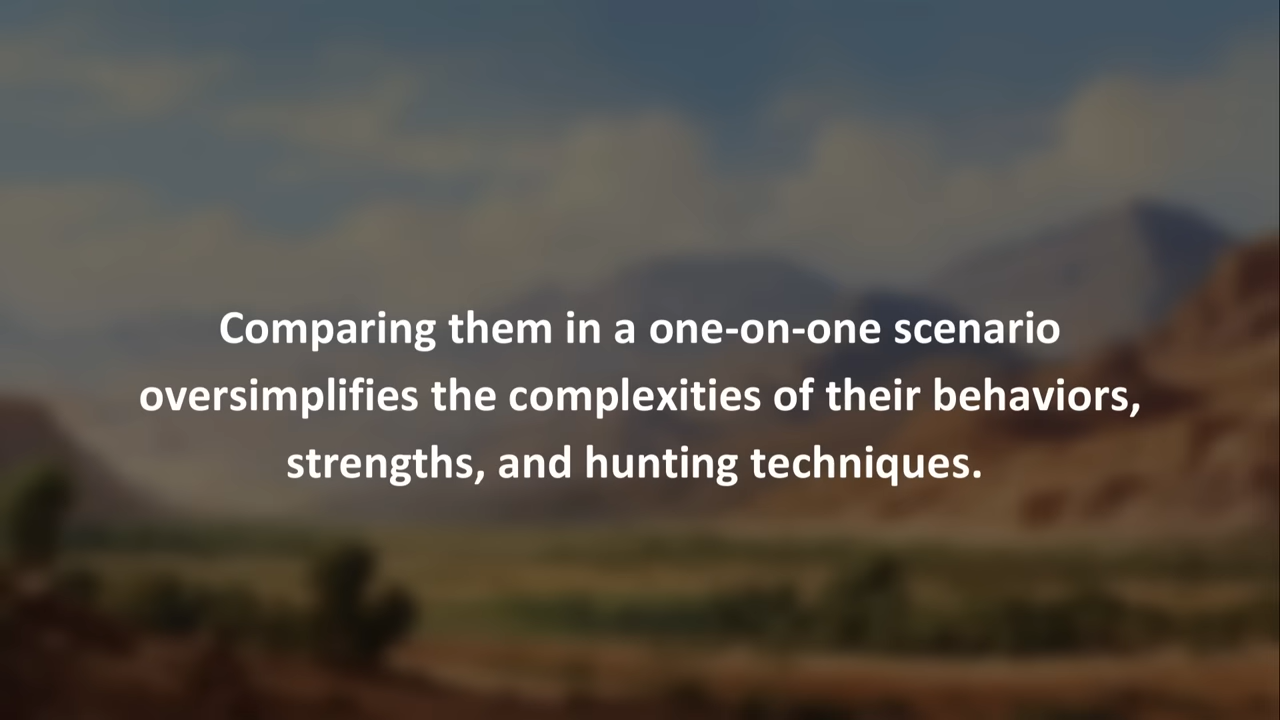 Comparing them in a one-on-one scenario
oversimplifies the complexities of their behaviors,
strengths, and hunting techniques.